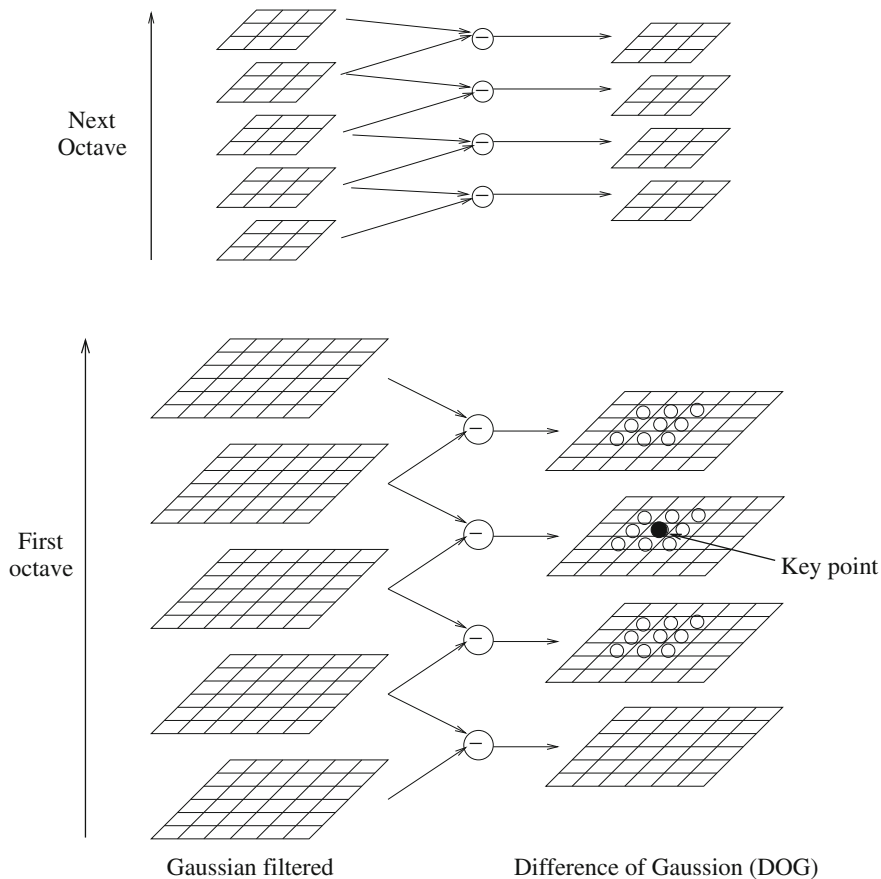 Next
Octave
First
octave
Key point
Gaussian filtered
Difference of Gaussion (DOG)